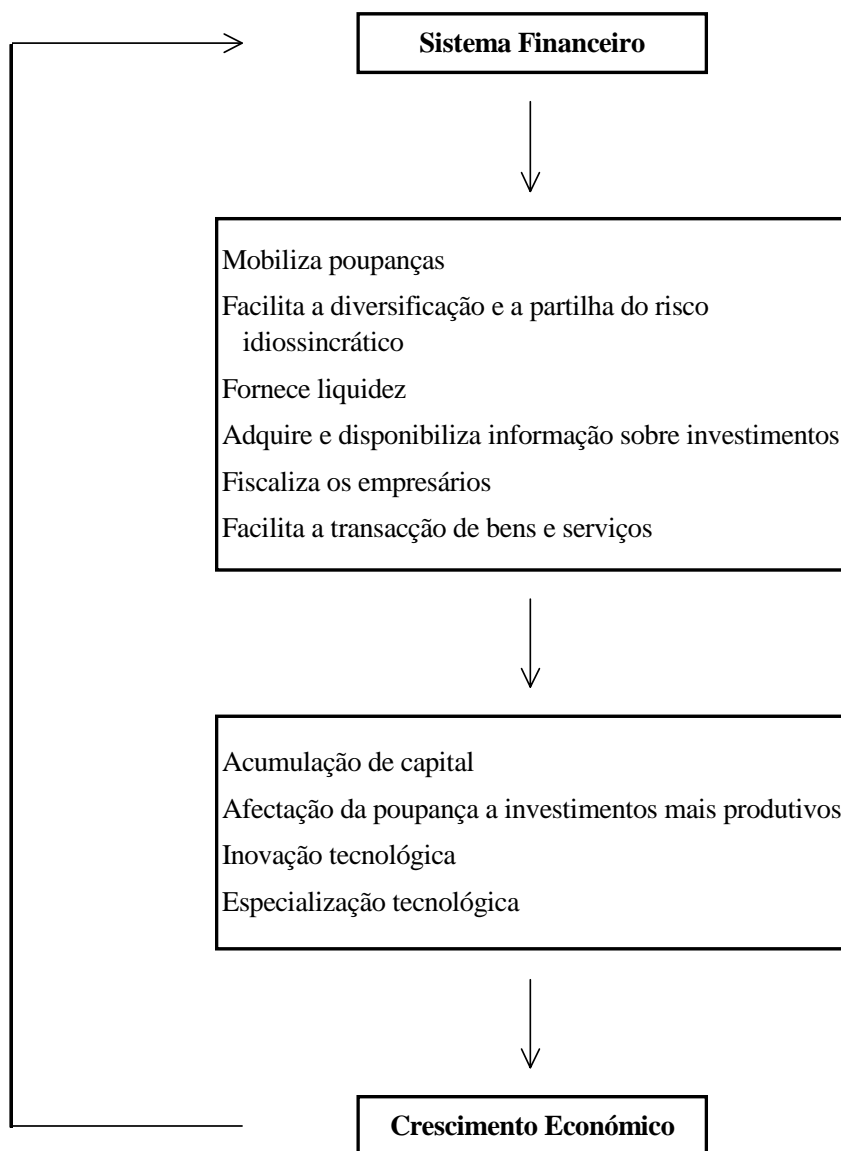 Sistema Financeiro
Mobiliza poupanças
Facilita a diversificação e a partilha do risco
idiossincrático
Fornece liquidez
Adquire e disponibiliza informação sobre investimentos
Fiscaliza os empresários
Facilita a transacção de bens e serviços
Acumulação de capital
Afectação da poupança a investimentos mais produtivos
Inovação tecnológica
Especialização tecnológica
Crescimento Económico